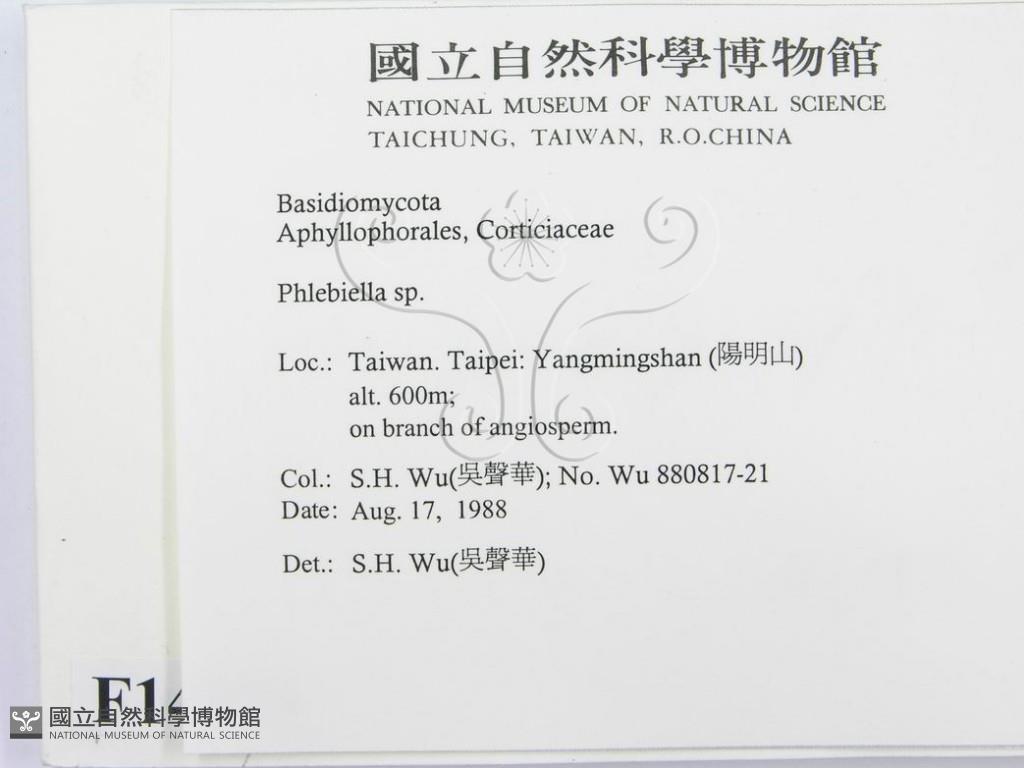 國立自然科學博物館
NATIONAL MUSEUM OF NATURAL SCIENCE
TAICHUNG, TAIWAN, R.O.CHINA
Basidiomycota
Aphyllophorales, Corticiaceae
Phlebiella sp.
Loc.: Taiwan. Taipei: Yangmingshan (陽明山)
alt. 600m;
on branch of angiosperm.
Col.: S.H. Wu(吳聲華); No. Wu 880817-21
Date: Aug. 17, 1988
Det.: S.H. Wu(吳聲華)
F14
國立自然科學博物館
NATIONAL MUSEUM OF NATURAL SCIENCE